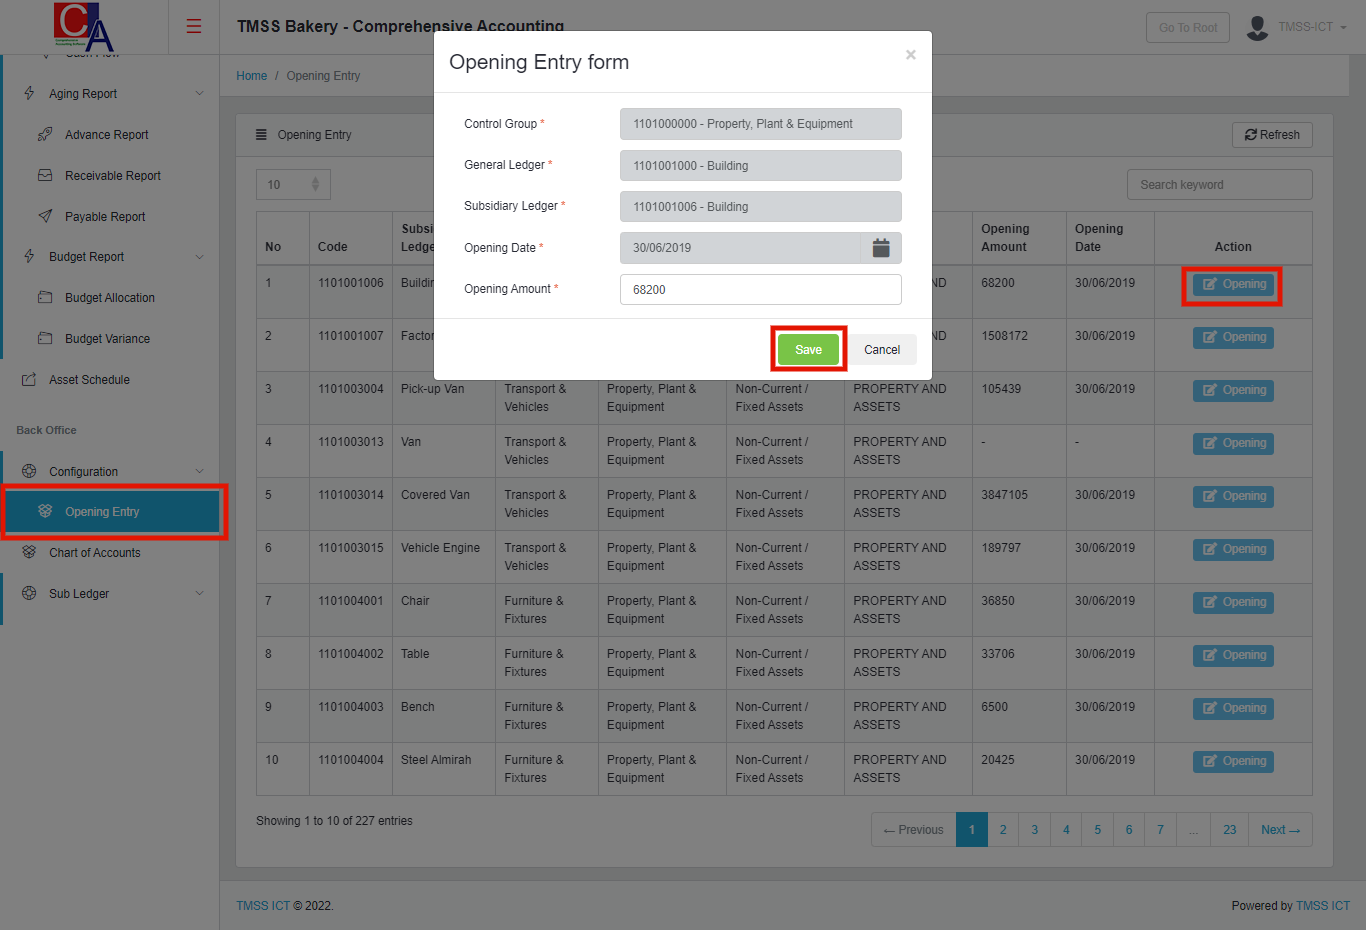 CA
TMSS Bakery - Comprehensive Accounting
Go To Root
TMSS-ICT
Aging Report
Advance Report
Receivable Report
Payable Report
Budget Report
Budget Allocation
Budget Variance
Asset Schedule
Back Office
Configuration
Opening Entry
Chart of Accounts
Sub Ledger
Home / Opening Entry
Opening Entry
Refresh
10
Search keyword
Opening Entry form
×
Control Group *
1101000000 - Property, Plant & Equipment
General Ledger *
1101001000 - Building
Subsidiary Ledger *
1101001006 - Building
Opening Date *
30/06/2019
Opening Amount *
68200
Save
Cancel
No Code Opening Amount Opening Date Action
1 1101001006 68200 30/06/2019 Opening
2 1101001007 1508172 30/06/2019 Opening
3 1101003004 Pick-up Van Transport & Vehicles Property, Plant & Equipment Non-Current / Fixed Assets PROPERTY AND ASSETS 105439 30/06/2019 Opening
4 1101003013 Van Transport & Vehicles Property, Plant & Equipment Non-Current / Fixed Assets PROPERTY AND ASSETS - - Opening
5 1101003014 Covered Van Transport & Vehicles Property, Plant & Equipment Non-Current / Fixed Assets PROPERTY AND ASSETS 3847105 30/06/2019 Opening
6 1101003015 Vehicle Engine Transport & Vehicles Property, Plant & Equipment Non-Current / Fixed Assets PROPERTY AND ASSETS 189797 30/06/2019 Opening
7 1101004001 Chair Furniture & Fixtures Property, Plant & Equipment Non-Current / Fixed Assets PROPERTY AND ASSETS 36850 30/06/2019 Opening
8 1101004002 Table Furniture & Fixtures Property, Plant & Equipment Non-Current / Fixed Assets PROPERTY AND ASSETS 33706 30/06/2019 Opening
9 1101004003 Bench Furniture & Fixtures Property, Plant & Equipment Non-Current / Fixed Assets PROPERTY AND ASSETS 6500 30/06/2019 Opening
10 1101004004 Steel Almirah Furniture & Fixtures Property, Plant & Equipment Non-Current / Fixed Assets PROPERTY AND ASSETS 20425 30/06/2019 Opening
Showing 1 to 10 of 227 entries
← Previous 1 2 3 4 5 6 7 ... 23 Next →
TMSS ICT © 2022.
Powered by TMSS ICT